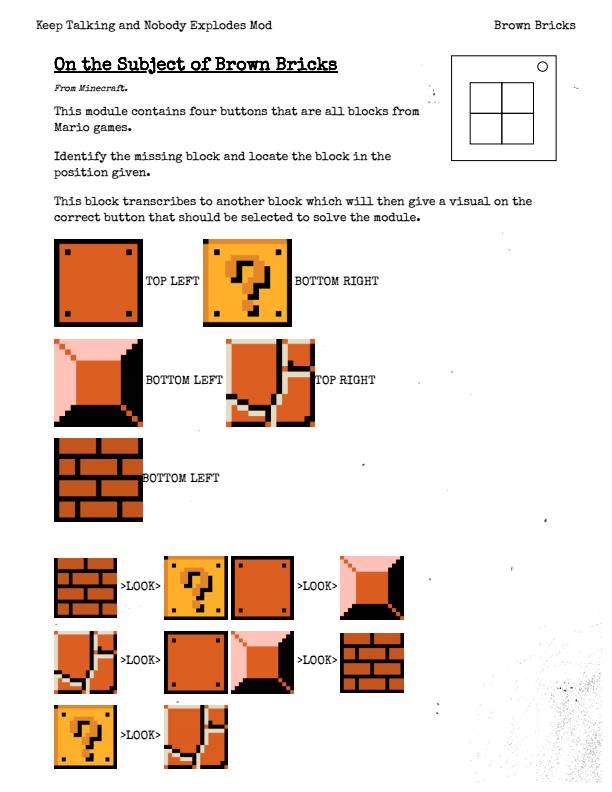 Keep Talking and Nobody Explodes Mod Brown Bricks
On the Subject of Brown Bricks
From Minecraft.
This module contains four buttons that are all blocks from
Mario games.
Identify the missing block and locate the block in the
position given.
This block transcribes to another block which will then give a visual on the
correct button that should be selected to solve the module.
TOP LEFT BOTTOM RIGHT
BOTTOM LEFT TOP RIGHT
BOTTOM LEFT
>LOOK> >LOOK>
>LOOK> >LOOK>
>LOOK>